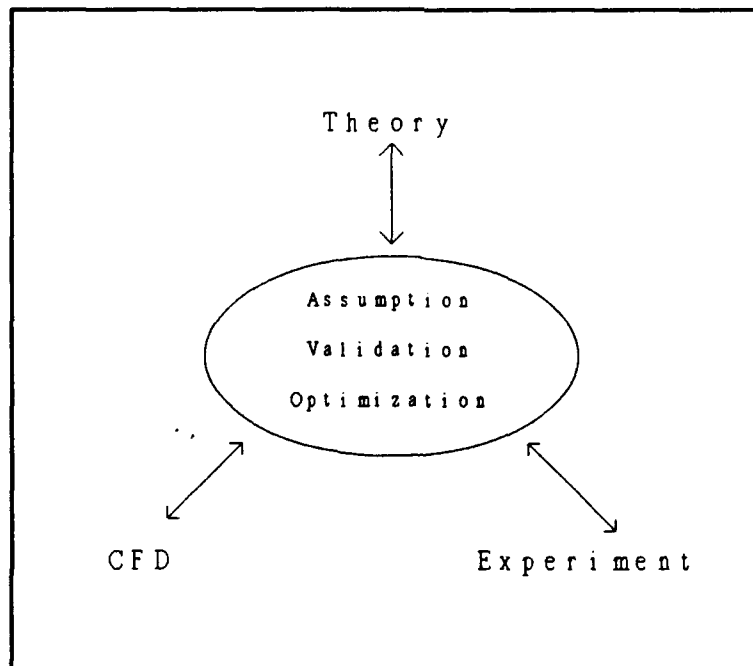 Theory
Assumption
Validation
Optimization
CFD
Experiment